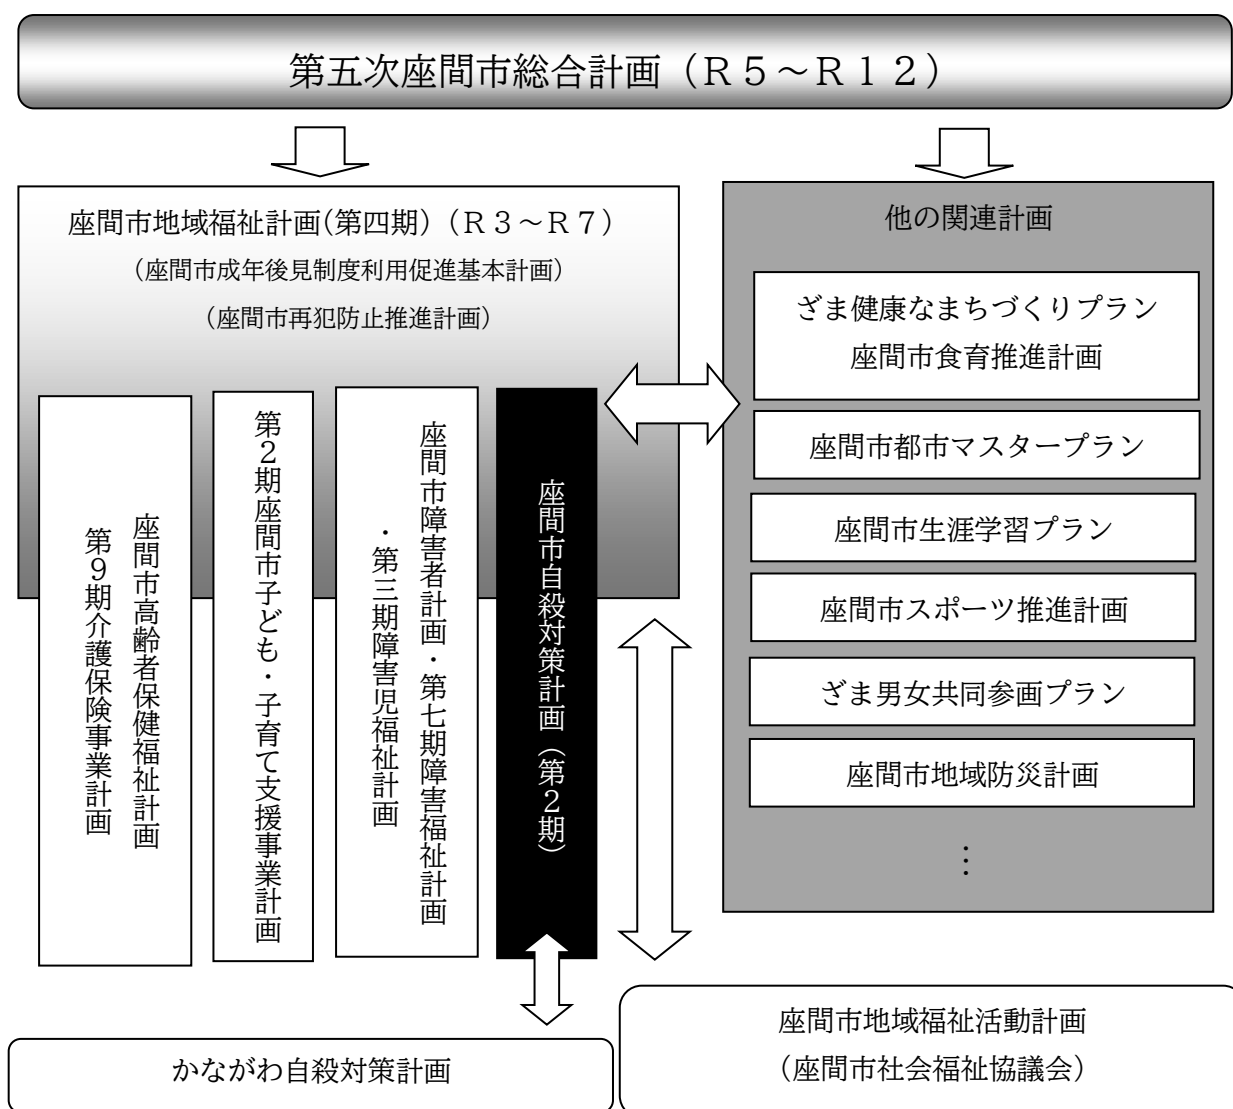 第五次座間市総合計画（Ｒ５～Ｒ１２）
座間市地域福祉計画(第四期)（Ｒ３～Ｒ７）
（座間市成年後見制度利用促進基本計画）
（座間市再犯防止推進計画）
座間市高齢者保健福祉計画
第９期介護保険事業計画
第２期座間市子ども・子育て支援事業計画
座間市障害者計画・第七期障害福祉計画
・第三期障害児福祉計画
座間市自殺対策計画（第２期）
他の関連計画
ざま健康なまちづくりプラン
座間市食育推進計画
座間市都市マスタープラン
座間市生涯学習プラン
座間市スポーツ推進計画
ざま男女共同参画プラン
座間市地域防災計画
…
かながわ自殺対策計画
座間市地域福祉活動計画
（座間市社会福祉協議会）